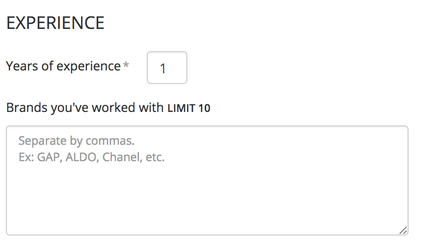 EXPERIENCE
Years of experience* 1
Brands you've worked with LIMIT 10
Separate by commas.
Ex: GAP, ALDO, Chanel, etc.